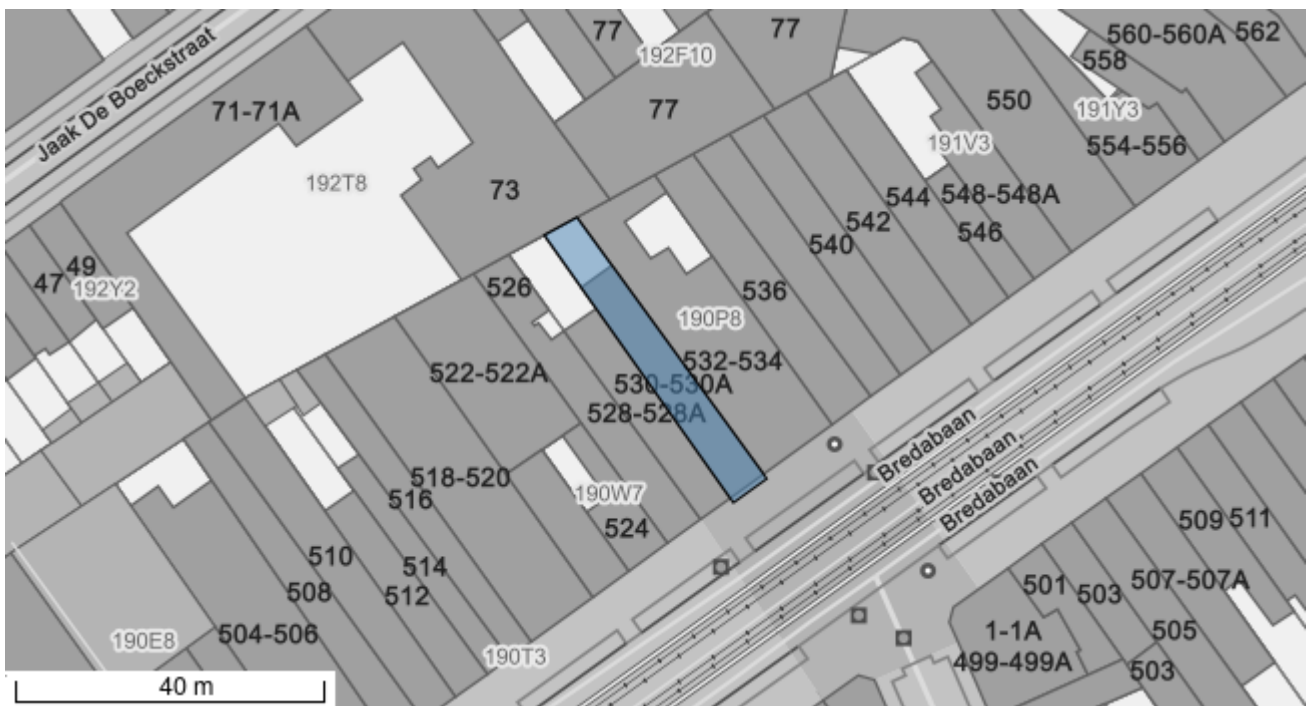 77
77
560-560A
562
192F10
558
Jaak De Boeckstraat
71-71A
77
550
191Y3
554-556
191V3
192T8
73
544
548-548A
542
546
540
49
47
192Y2
526
536
190P8
532-534
522-522A
530-530A
528-528A
Bredabaan
Bredabaan
Bredabaan
518-520
516
190W7
524
509
511
510
514
508
512
501
503
507-507A
190E8
504-506
1-1A
499-499A
505
503
190T3
40 m